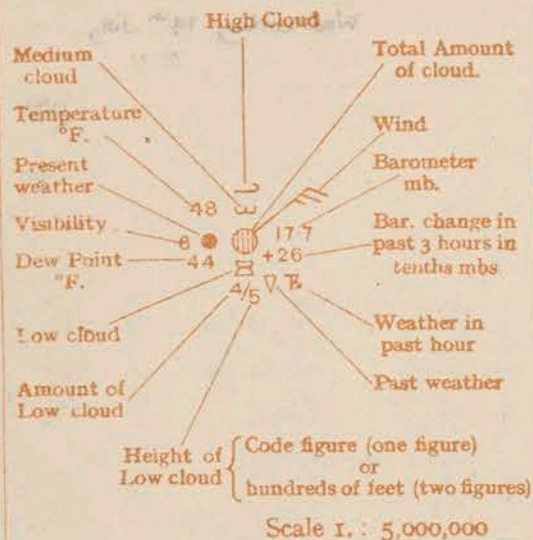 High Cloud
Medium
cloud
Total Amount
of cloud.
Temperature
°F.
Wind
Present
weather
Barometer
mb.
48
Visibility
6
177
Bar. change in
past 3 hours in
tenths mbs
Dew Point
°F.
44
+26
4/5
Low cloud
Weather in
past hour
Amount of
Low cloud
Past weather
Height of
Low cloud
Code figure (one figure)
or
hundreds of feet (two figures)
Scale 1. : 5,000,000